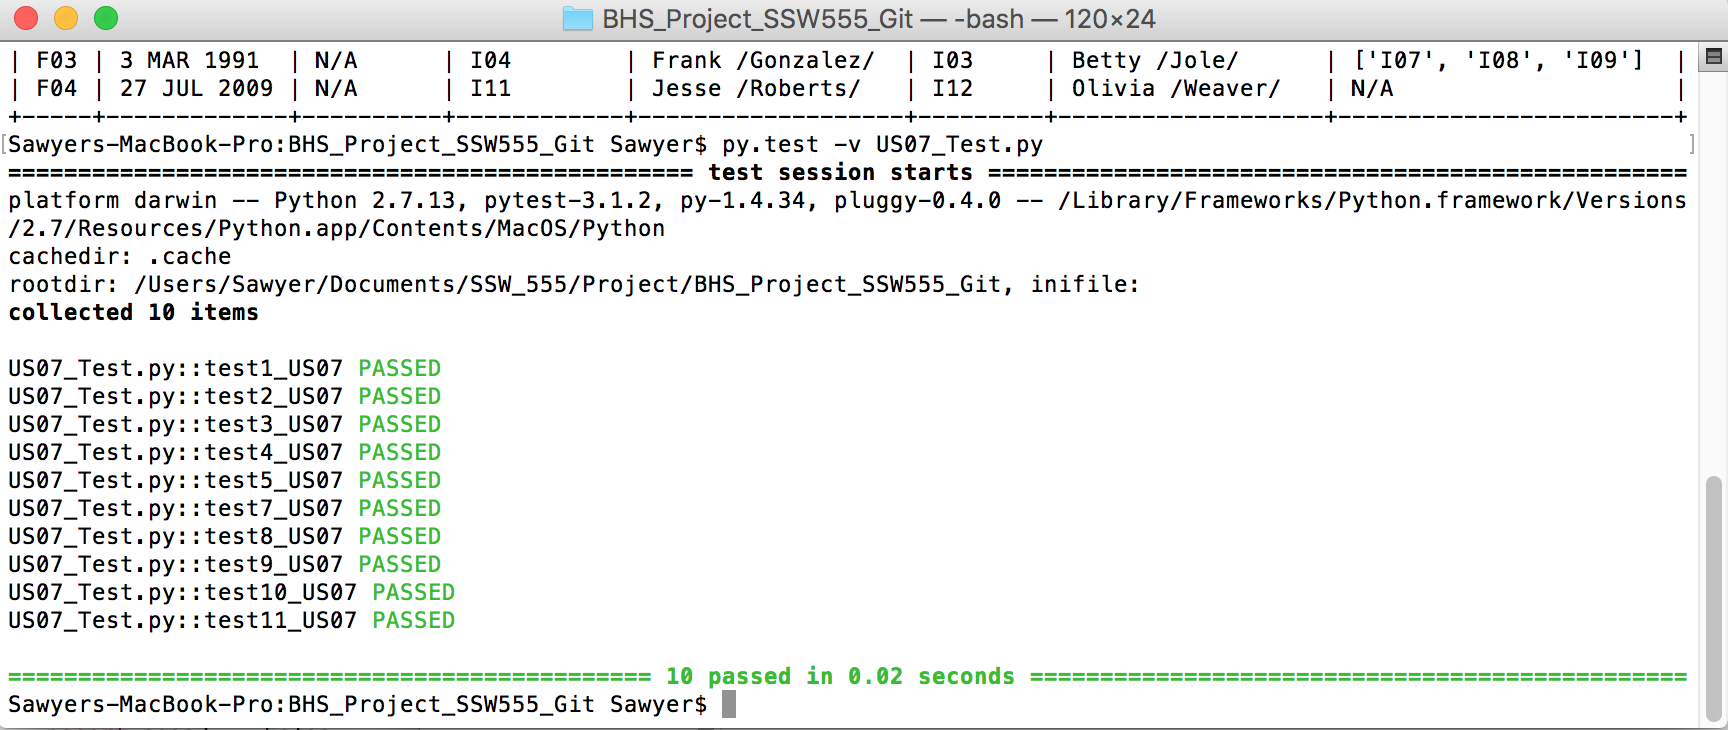 BHS_Project_SSW555_Git — -bash — 120×24
| F03 | 3 MAR 1991  | N/A      | I04        | Frank /Gonzalez/  | I03     | Betty /Jole/      | ['I07', 'I08', 'I09']  |
| F04 | 27 JUL 2009 | N/A      | I11        | Jesse /Roberts/   | I12     | Olivia /Weaver/   | N/A                    |
+-----+-------------+----------+------------+-------------------+---------+-------------------+------------------------+
[Sawyers-MacBook-Pro:BHS_Project_SSW555_Git Sawyer$ py.test -v US07_Test.py ]
================================================= test session starts ==================================================
platform darwin -- Python 2.7.13, pytest-3.1.2, py-1.4.34, pluggy-0.4.0 -- /Library/Frameworks/Python.framework/Versions
/2.7/Resources/Python.app/Contents/MacOS/Python
cachedir: .cache
rootdir: /Users/Sawyer/Documents/SSW_555/Project/BHS_Project_SSW555_Git, inifile:
collected 10 items
US07_Test.py::test1_US07 PASSED
US07_Test.py::test2_US07 PASSED
US07_Test.py::test3_US07 PASSED
US07_Test.py::test4_US07 PASSED
US07_Test.py::test5_US07 PASSED
US07_Test.py::test7_US07 PASSED
US07_Test.py::test8_US07 PASSED
US07_Test.py::test9_US07 PASSED
US07_Test.py::test10_US07 PASSED
US07_Test.py::test11_US07 PASSED
============================================== 10 passed in 0.02 seconds ===============================================
Sawyers-MacBook-Pro:BHS_Project_SSW555_Git Sawyer$